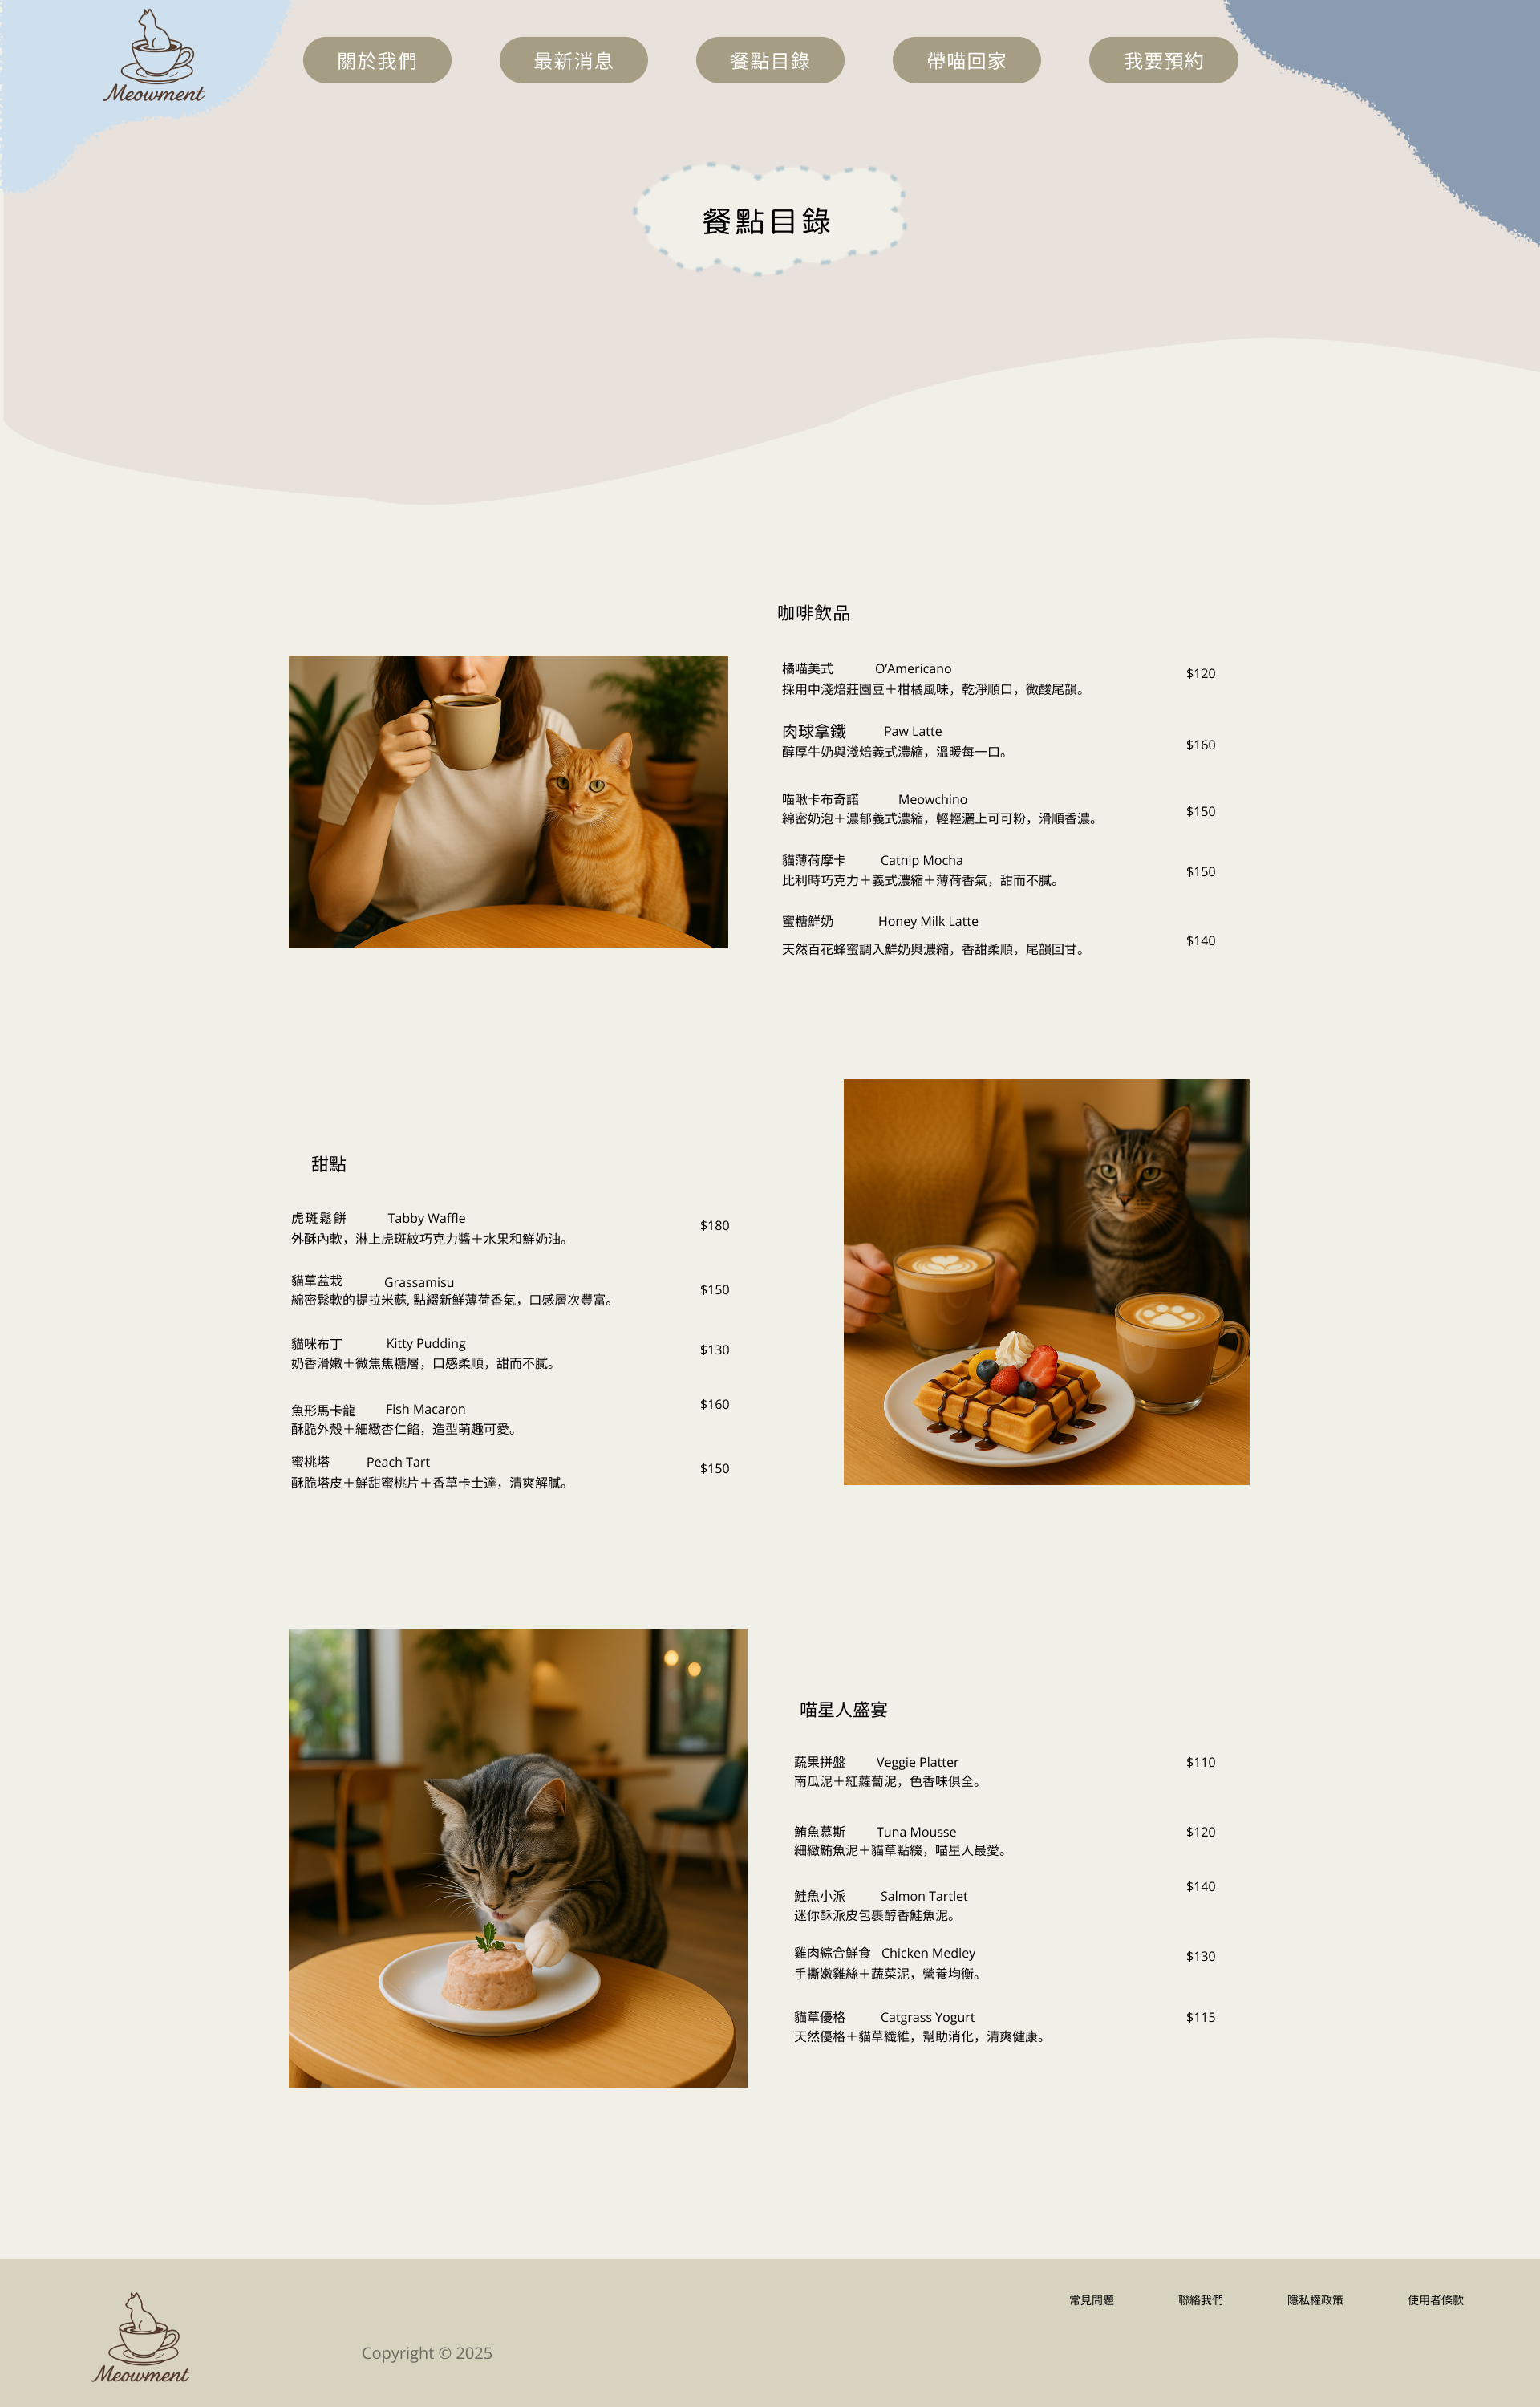 Meowment
關於我們 最新消息 餐點目錄 帶喵回家 我要預約
餐點目錄
咖啡飲品
橘喵美式 O’Americano $120
採用中淺焙莊園豆＋柑橘風味，乾淨順口，微酸尾韻。
肉球拿鐵 Paw Latte $160
醇厚牛奶與淺焙義式濃縮，溫暖每一口。
喵啾卡布奇諾 Meowchino $150
綿密奶泡＋濃郁義式濃縮，輕輕灑上可可粉，滑順香濃。
貓薄荷摩卡 Catnip Mocha $150
比利時巧克力＋義式濃縮＋薄荷香氣，甜而不膩。
蜜糖鮮奶 Honey Milk Latte $140
天然百花蜂蜜調入鮮奶與濃縮，香甜柔順，尾韻回甘。
甜點
虎斑鬆餅 Tabby Waffle $180
外酥內軟，淋上虎斑紋巧克力醬＋水果和鮮奶油。
貓草盆栽 Grassamisu $150
綿密鬆軟的提拉米蘇, 點綴新鮮薄荷香氣，口感層次豐富。
貓咪布丁 Kitty Pudding $130
奶香滑嫩＋微焦焦糖層，口感柔順，甜而不膩。
魚形馬卡龍 Fish Macaron $160
酥脆外殼＋細緻杏仁餡，造型萌趣可愛。
蜜桃塔 Peach Tart $150
酥脆塔皮＋鮮甜蜜桃片＋香草卡士達，清爽解膩。
喵星人盛宴
蔬果拼盤 Veggie Platter $110
南瓜泥＋紅蘿蔔泥，色香味俱全。
鮪魚慕斯 Tuna Mousse $120
細緻鮪魚泥＋貓草點綴，喵星人最愛。
鮭魚小派 Salmon Tartlet $140
迷你酥派皮包裹醇香鮭魚泥。
雞肉綜合鮮食 Chicken Medley $130
手撕嫩雞絲＋蔬菜泥，營養均衡。
貓草優格 Catgrass Yogurt $115
天然優格＋貓草纖維，幫助消化，清爽健康。
常見問題 聯絡我們 隱私權政策 使用者條款
Copyright © 2025
Meowment